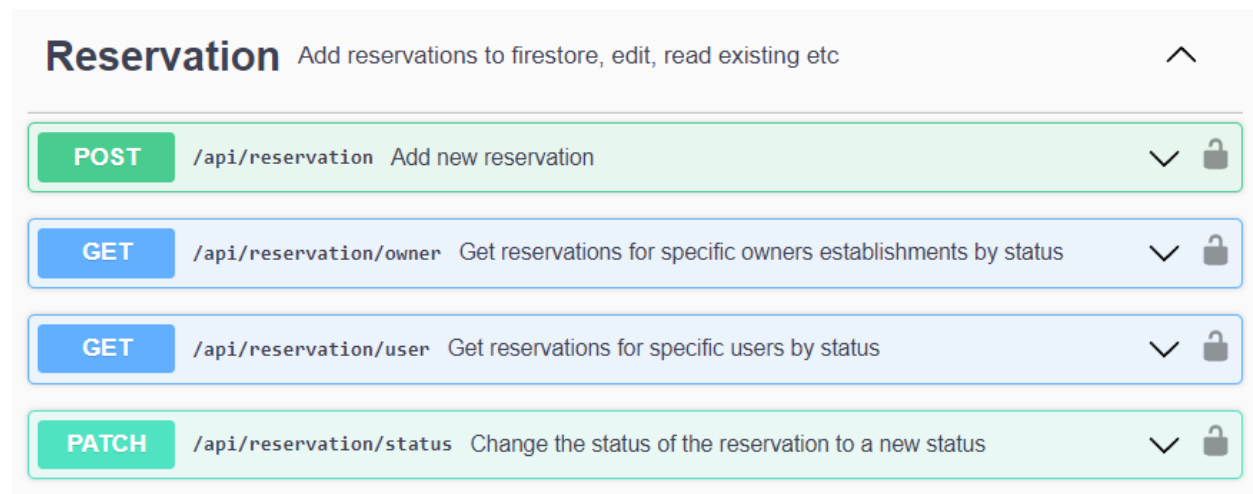 Reservation Add reservations to firestore, edit, read existing etc
POST /api/reservation Add new reservation
GET /api/reservation/owner Get reservations for specific owners establishments by status
GET /api/reservation/user Get reservations for specific users by status
PATCH /api/reservation/status Change the status of the reservation to a new status